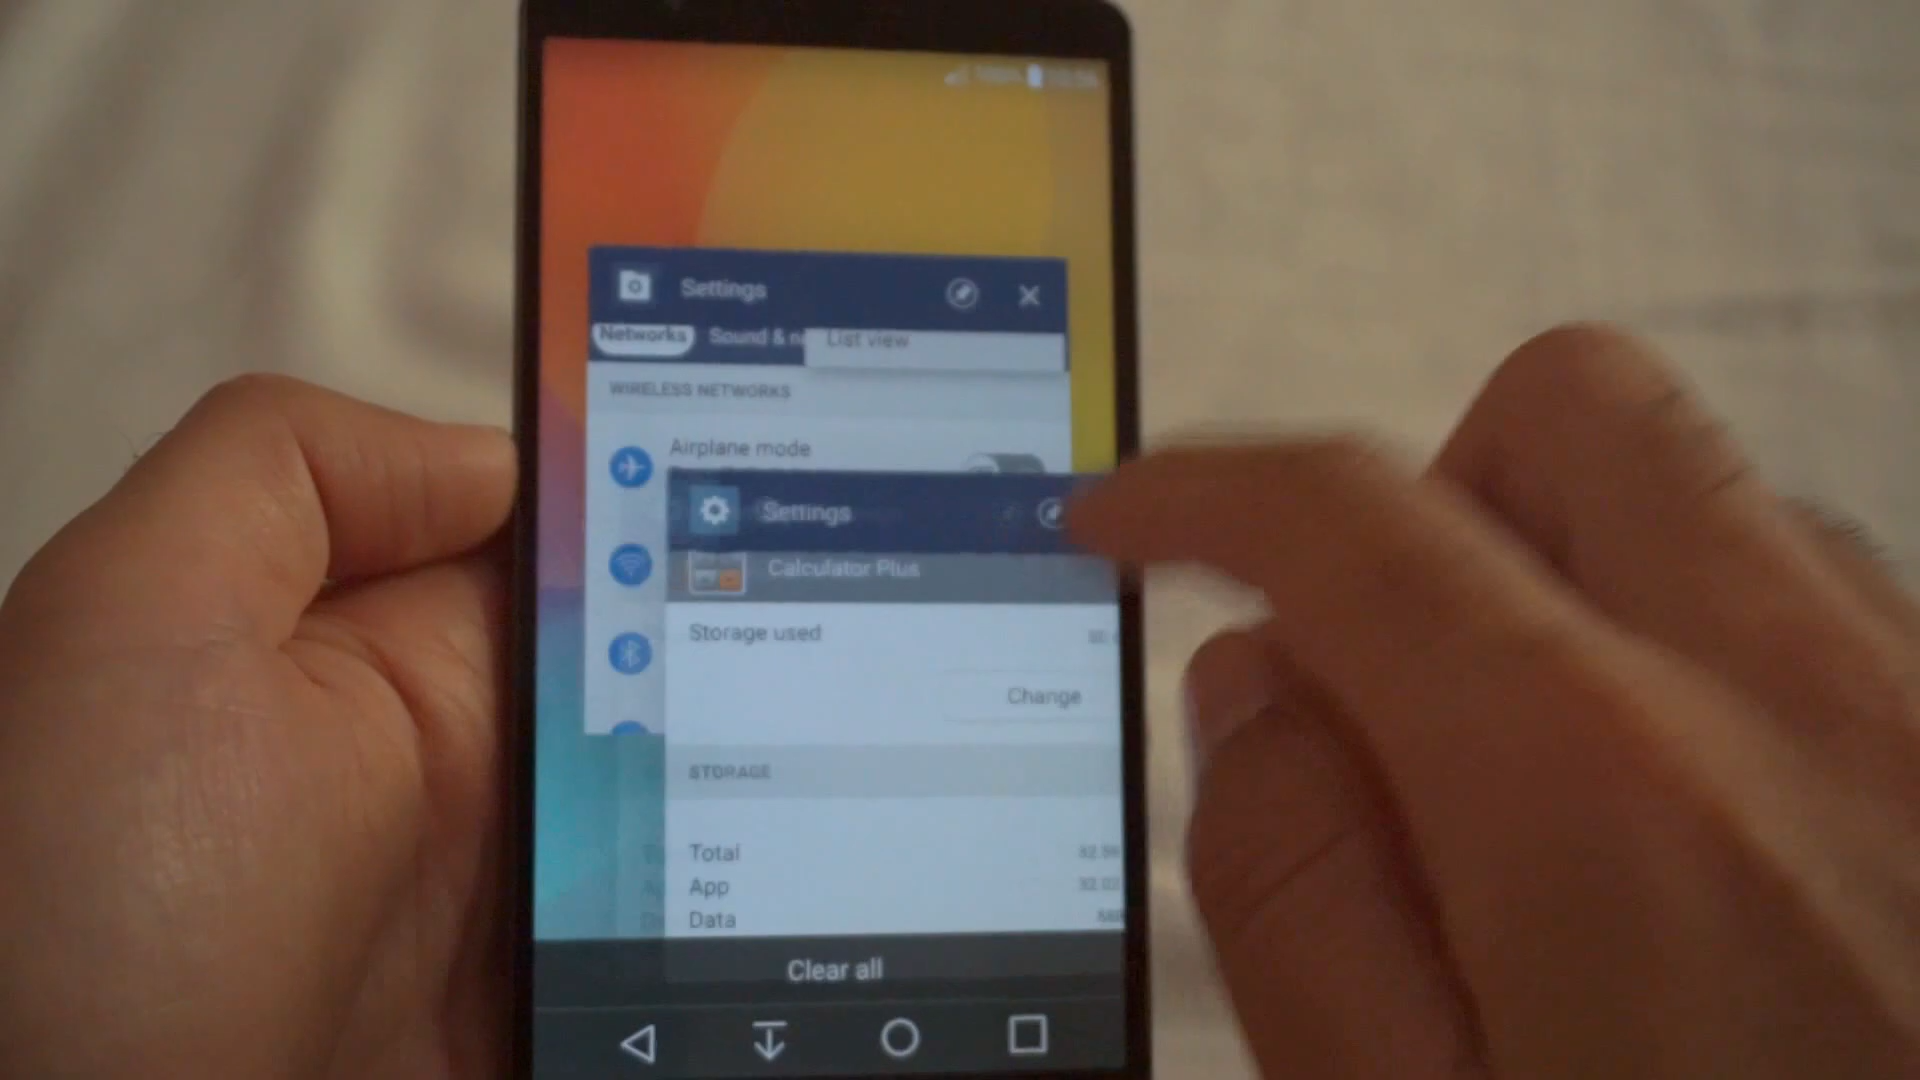 Settings
Networks Sound & n
List view
WIRELESS NETWORKS
Airplane mode
Settings
Calculator Plus
Storage used
Change
STORAGE
Total
App
Data
Clear all